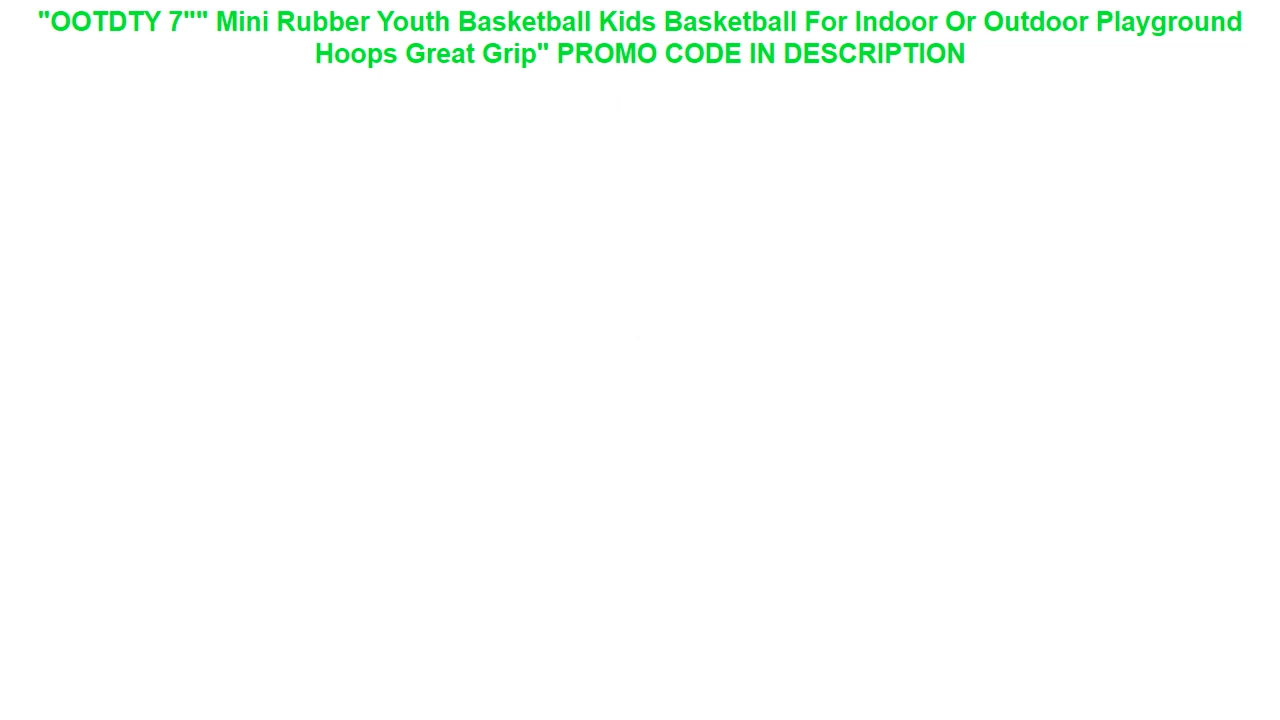 "OOTDTY 7"" Mini Rubber Youth Basketball Kids Basketball For Indoor Or Outdoor Playground
Hoops Great Grip" PROMO CODE IN DESCRIPTION